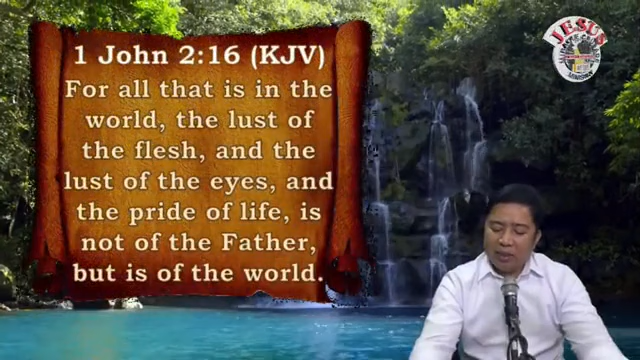 1 John 2:16 (KJV)
For all that is in the
world, the lust of
the flesh, and the
lust of the eyes, and
the pride of life, is
not of the Father,
but is of the world.
JESUS
MINISTRY